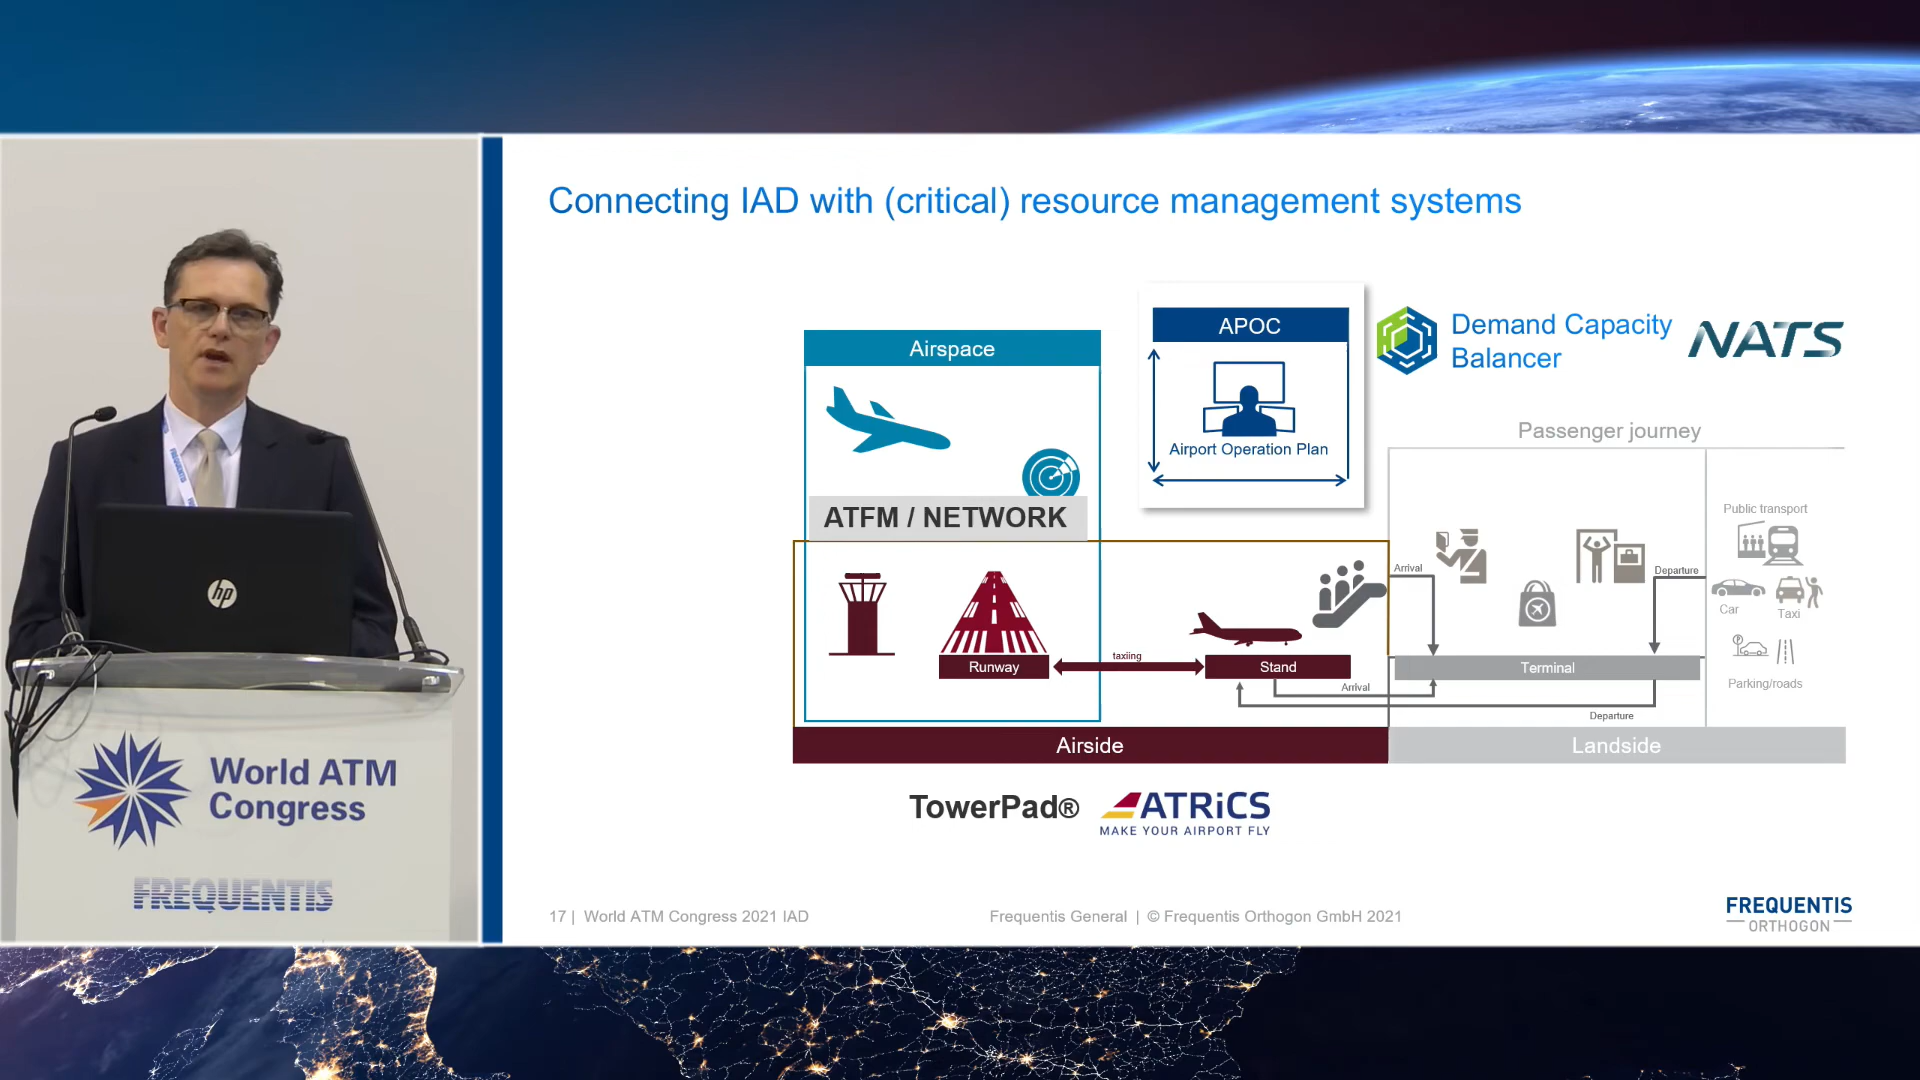 Connecting IAD with (critical) resource management systems
Airspace
APOC
Airport Operation Plan
Demand Capacity
Balancer
NATS
Passenger journey
ATFM / NETWORK
Public transport
Car
Taxi
Parking/roads
Arrival
Departure
Runway
taxiing
Stand
Terminal
Arrival
Departure
Airside
Landside
TowerPad®
ATRiCS
MAKE YOUR AIRPORT FLY
17 | World ATM Congress 2021 IAD
Frequentis General | © Frequentis Orthogon GmbH 2021
FREQUENTIS
ORTHOGON
FREQUENTIS
hp
World ATM
Congress
FREQUENTIS